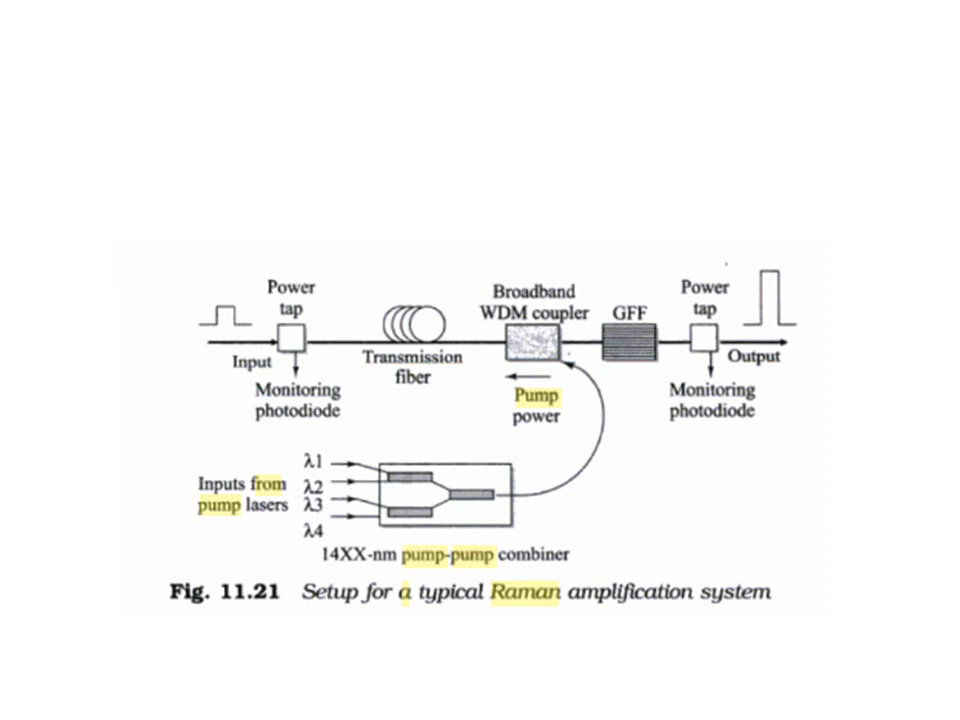 Power
tap
Broadband
WDM coupler
GFF
Power
tap
Input
Transmission
fiber
Output
Monitoring
photodiode
Pump
power
Monitoring
photodiode
Inputs from
pump lasers
λ1
λ2
λ3
λ4
14XX-nm pump-pump combiner
Fig. 11.21 Setup for a typical Raman amplification system